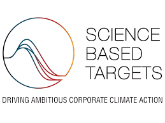 SCIENCE
BASED
TARGETS
DRIVING AMBITIOUS CORPORATE CLIMATE ACTION